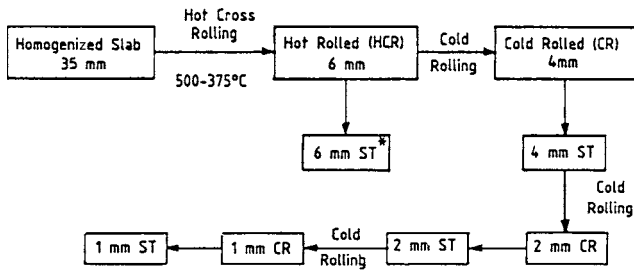 Hot Cross
Rolling
Homogenized Slab
35 mm
500-375°C
Hot Rolled (HCR)
6 mm
Cold
Rolling
Cold Rolled (CR)
4mm
6 mm ST*
4 mm ST
Cold
Rolling
2 mm CR
2 mm ST
Cold
Rolling
1 mm CR
1 mm ST